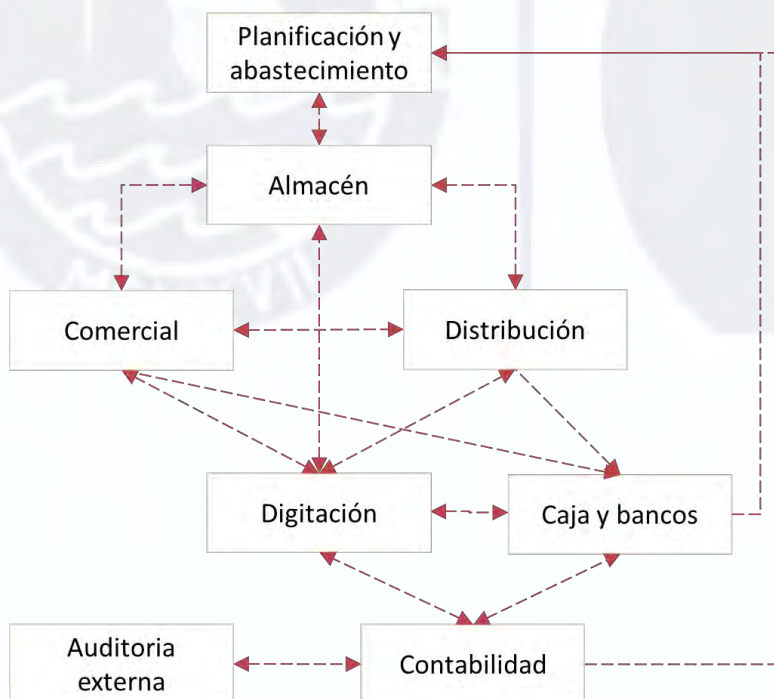 Planificación y
abastecimiento
Almacén
Comercial
Distribución
Digitación
Caja y bancos
Auditoria
externa
Contabilidad